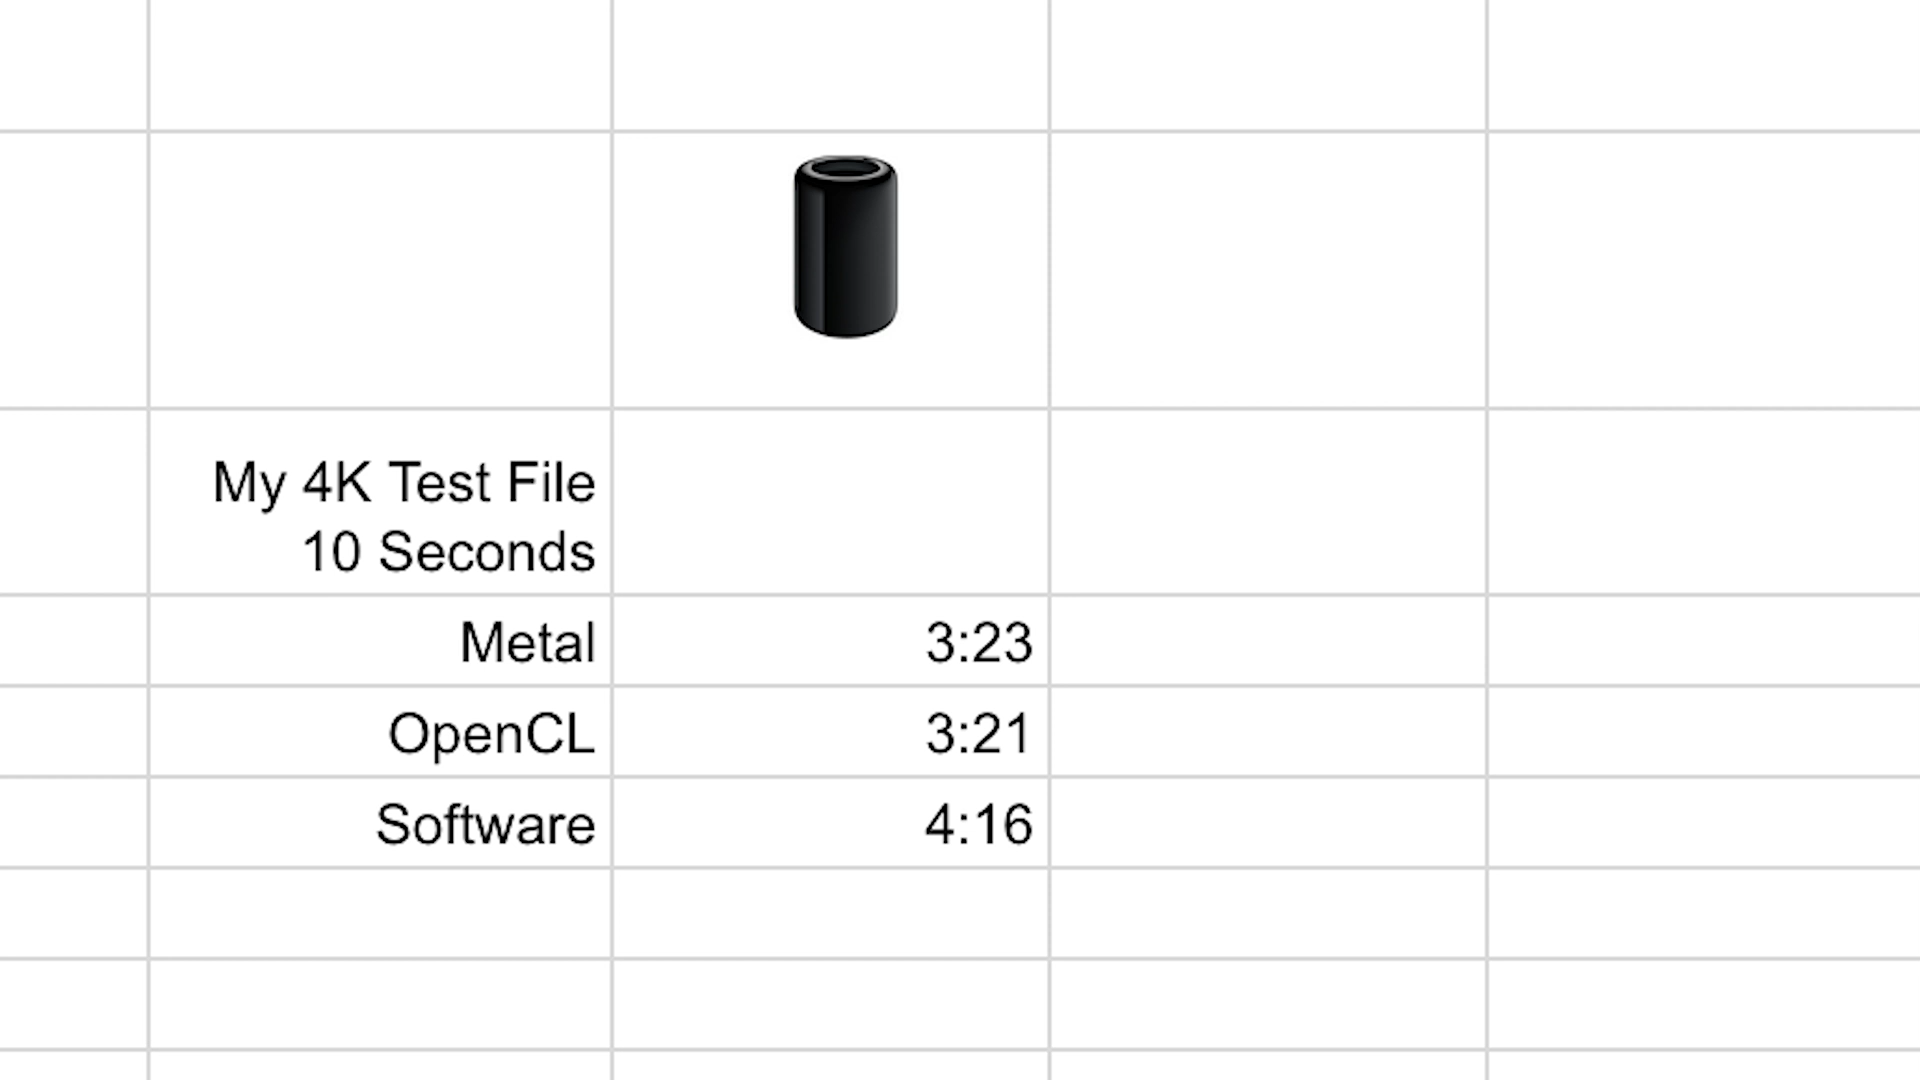 My 4K Test File
10 Seconds
Metal 3:23
OpenCL 3:21
Software 4:16